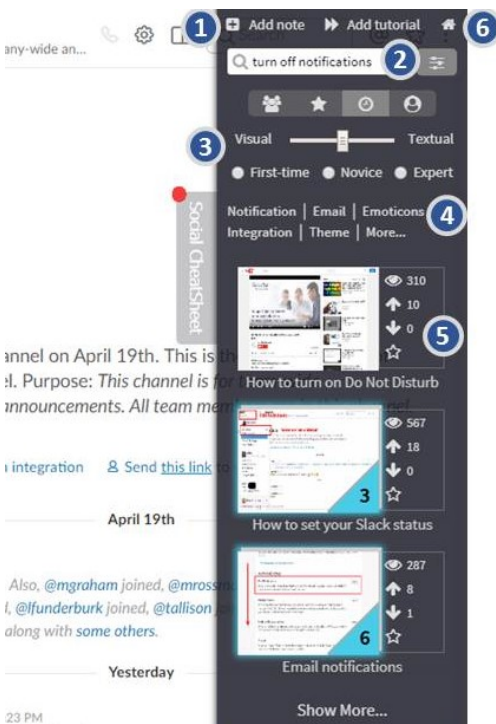 1 Add note Add tutorial 6
any-wide an...
turn off notifications 2
3 Visual Textual
First-time Novice Expert
Notification | Email | Emoticons 4
Integration | Theme | More...
Social CheatSheet
310
10
0 5
How to turn on Do Not Disturb
annel on April 19th. This is
el. Purpose: This channel is for
nnouncements. All team mem
567
18
0
3
How to set your Slack status
integration Send this link
April 19th
287
8
1
6
Email notifications
Also, @mgraham joined, @mross
@lfunderburk joined, @tallison
along with some others.
Yesterday
Show More...
23 PM